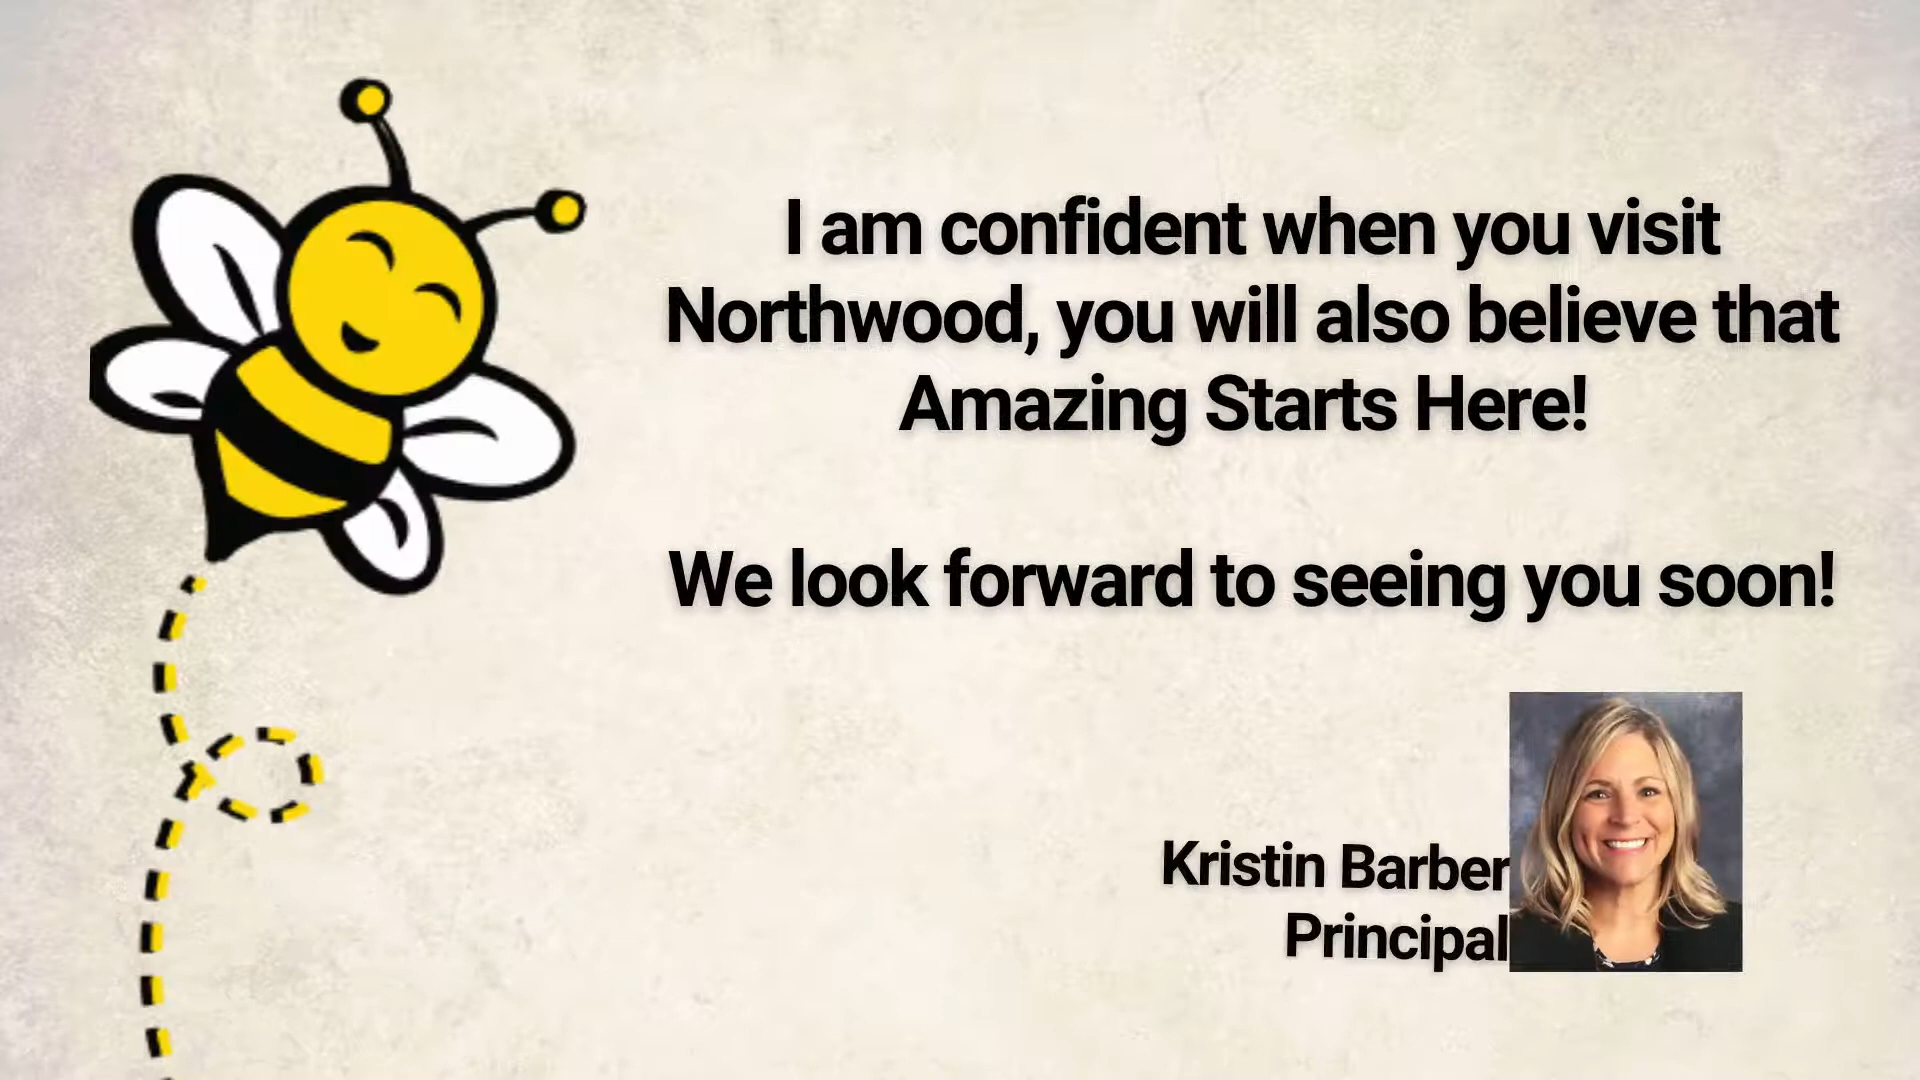 I am confident when you visit
Northwood, you will also believe that
Amazing Starts Here!
We look forward to seeing you soon!
Kristin Barber
Principal